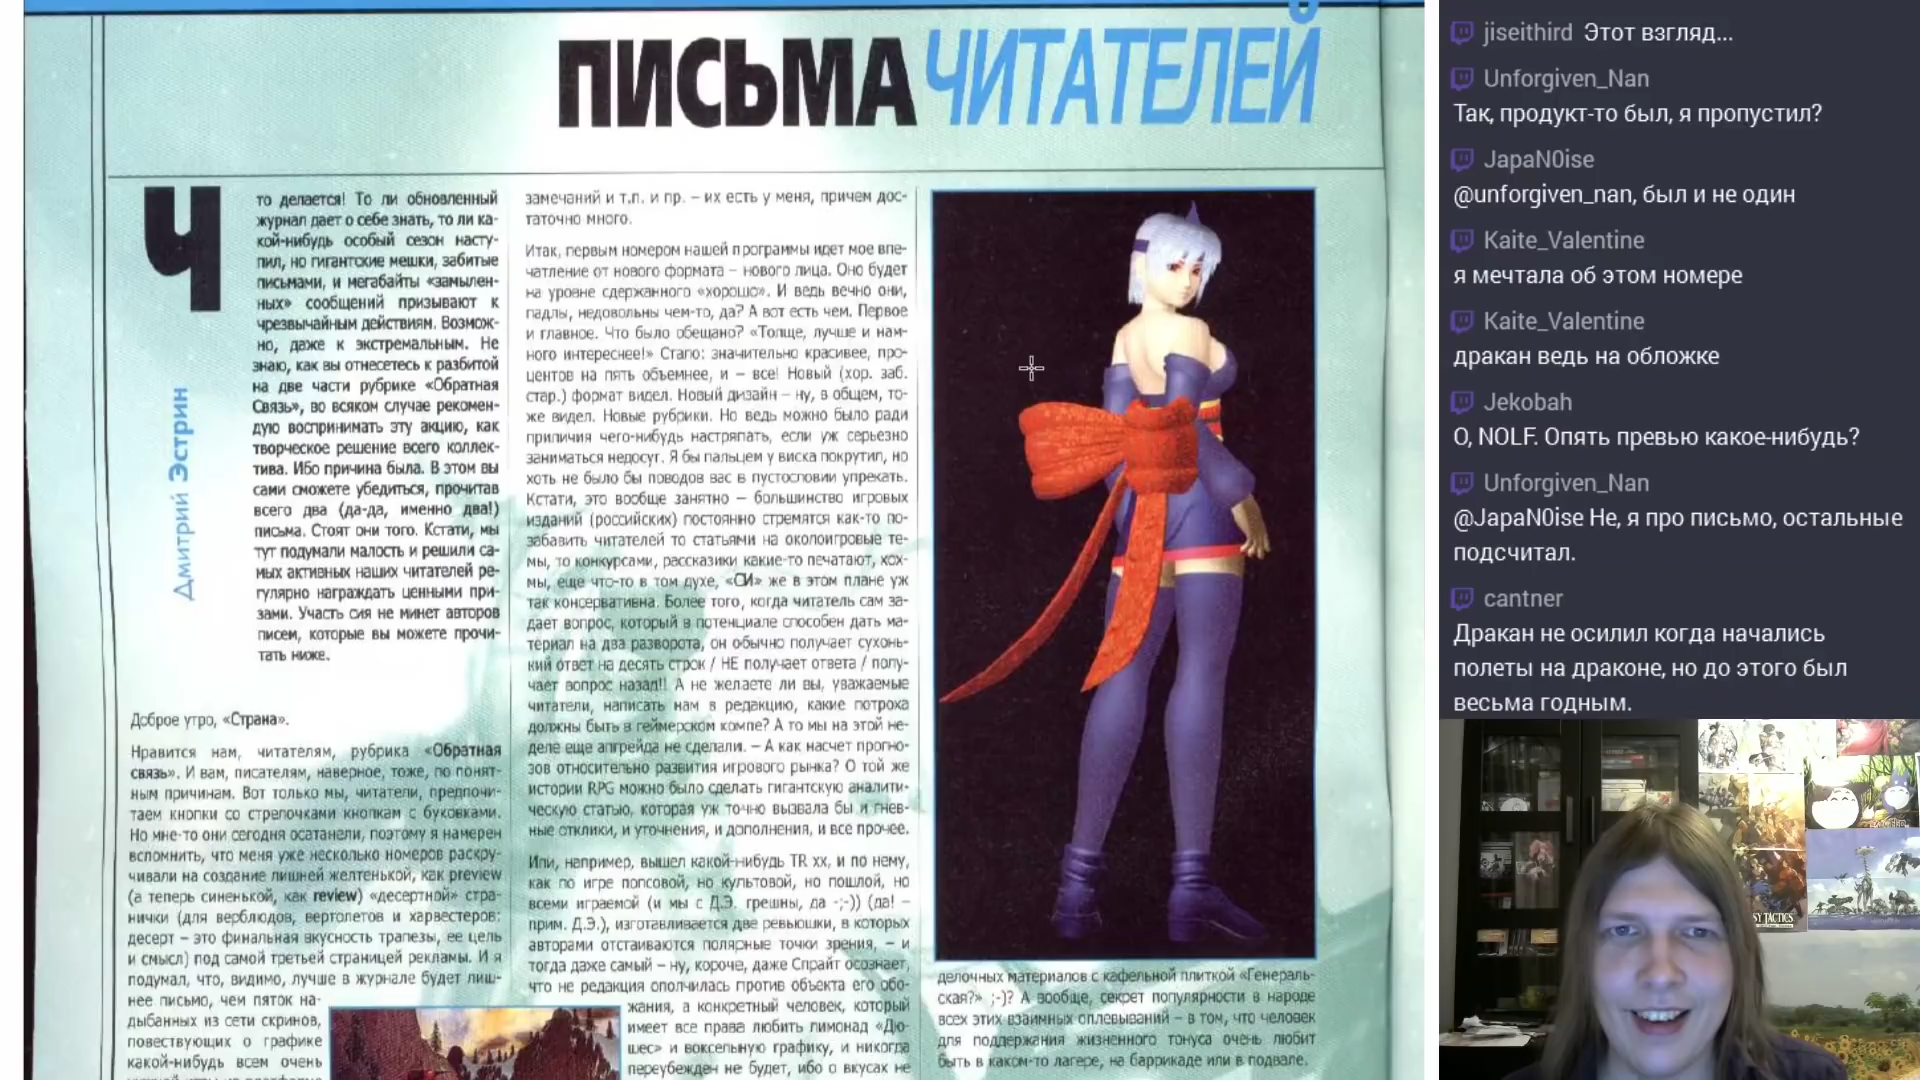 ПИСЬМА ЧИТАТЕЛЕЙ
Дмитрий Эстрин
Что делается! То ли обновленный
журнал дает о себе знать, то ли ка-
кой-нибудь особый сезон насту-
пил, но гигантские мешки, забитые
письмами, и мегабайты «замылен-
ных» сообщений призывают к
чрезвычайным действиям. Возмож-
но, даже к экстремальным. Не
знаю, как вы отнесетесь к разбитой
на две части рубрике «Обратная
Связь», во всяком случае рекомен-
дую воспринимать эту акцию, как
творческое решение всего коллек-
тива. Ибо причина была. В этом вы
сами сможете убедиться, прочитав
всего два (да-да, именно два!)
письма. Стоят они того. Кстати, мы
тут подумали малость и решили са-
мых активных наших читателей ре-
гулярно награждать ценными при-
зами. Участь сия не минет авторов
писем, которые вы можете прочи-
тать ниже.
Доброе утро, «Страна».
Нравится нам, читателям, рубрика «Обратная
связь». И вам, писателям, наверное, тоже, по понят-
ным причинам. Вот только мы, читатели, предпочи-
таем кнопки со стрелочками кнопкам с буковками.
Но мне-то они сегодня осатанели, поэтому я намерен
вспомнить, что меня уже несколько номеров раскру-
чивали на создание лишней желтенькой, как preview
(а теперь синенькой, как review) «десертной» стра-
нички (для верблюдов, вертолетов и харвестеров:
десерт – это финальная вкусность трапезы, ее цель
и смысл) под самой третьей страницей рекламы. И я
подумал, что, видимо, лучше в журнале будет лиш-
нее письмо, чем пяток на-
дыбанных из сети скринов,
повествующих о графике
какой-нибудь всем очень
замечаний и т.п. и пр. – их есть у меня, причем дос-
таточно много.
Итак, первым номером нашей программы идет мое впе-
чатление от нового формата – нового лица. Оно будет
на уровне сдержанного «хорошо». И ведь вечно они,
падлы, недовольны чем-то, да? А вот есть чем. Первое
и главное. Что было обещано? «Толще, лучше и нам-
ного интереснее!» Стало: значительно красивее, про-
центов на пять объемнее, и – все! Новый (хор. заб.
стар.) формат видел. Новый дизайн – ну, в общем, то-
же видел. Новые рубрики. Но ведь можно было ради
приличия чего-нибудь настряпать, если уж серьезно
заниматься недосуг. Я бы пальцем у виска покрутил, но
хоть не было бы поводов вас в пустословии упрекать.
Кстати, это вообще занятно – большинство игровых
изданий (российских) постоянно стремятся как-то по-
забавить читателей то статьями на околоигровые те-
мы, то конкурсами, рассказики какие-то печатают, хох-
мы, еще что-то в том духе, «СИ» же в этом плане уж
так консервативна. Более того, когда читатель сам за-
дает вопрос, который в потенциале способен дать ма-
териал на два разворота, он обычно получает сухонь-
кий ответ на десять строк / НЕ получает ответа / полу-
чает вопрос назад!! А не желаете ли вы, уважаемые
читатели, написать нам в редакцию, какие потроха
должны быть в геймерском компе? А то мы на этой не-
деле еще апгрейда не сделали. – А как насчет прогно-
зов относительно развития игрового рынка? О той же
истории RPG можно было сделать гигантскую аналити-
ческую статью, которая уж точно вызвала бы и гнев-
ные отклики, и уточнения, и дополнения, и все прочее.
Или, например, вышел какой-нибудь TR xx, и по нему,
как по игре попсовой, но культовой, но пошлой, но
всеми играемой (и мы с Д.Э. грешны, да -;-)) (да! –
прим. Д.Э.), изготавливается две ревьюшки, в которых
авторами отстаиваются полярные точки зрения, – и
тогда даже самый – ну, короче, даже Спрайт осознает,
что не редакция ополчилась против объекта его обо-
жания, а конкретный человек, который
имеет все права любить лимонад «Дю-
шес» и воксельную графику, и никогда
переубежден не будет, ибо о вкусах не
делочных материалов с кафельной плиткой «Генераль-
ская?» ;-)? А вообще, секрет популярности в народе
всех этих взаимных оплевываний – в том, что человек
для поддержания жизненного тонуса очень любит
быть в каком-то лагере, на баррикаде или в подвале.
jiseithird Этот взгляд...
Unforgiven_Nan
Так, продукт-то был, я пропустил?
JapaN0ise
@unforgiven_nan, был и не один
Kaite_Valentine
я мечтала об этом номере
Kaite_Valentine
дракан ведь на обложке
Jekobah
О, NOLF. Опять превью какое-нибудь?
Unforgiven_Nan
@JapaN0ise Не, я про письмо, остальные
подсчитал.
cantner
Дракан не осилил когда начались
полеты на драконе, но до этого был
весьма годным.
SY TACTICS